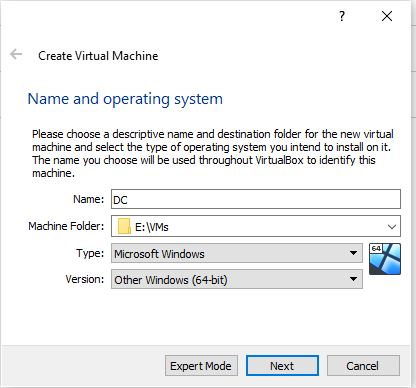 ?
Create Virtual Machine
Name and operating system
Please choose a descriptive name and destination folder for the new virtual
machine and select the type of operating system you intend to install on it.
The name you choose will be used throughout VirtualBox to identify this
machine.
Name: DC
Machine Folder: E:\VMs
Type: Microsoft Windows
64
Version: Other Windows (64-bit)
Expert Mode Next Cancel